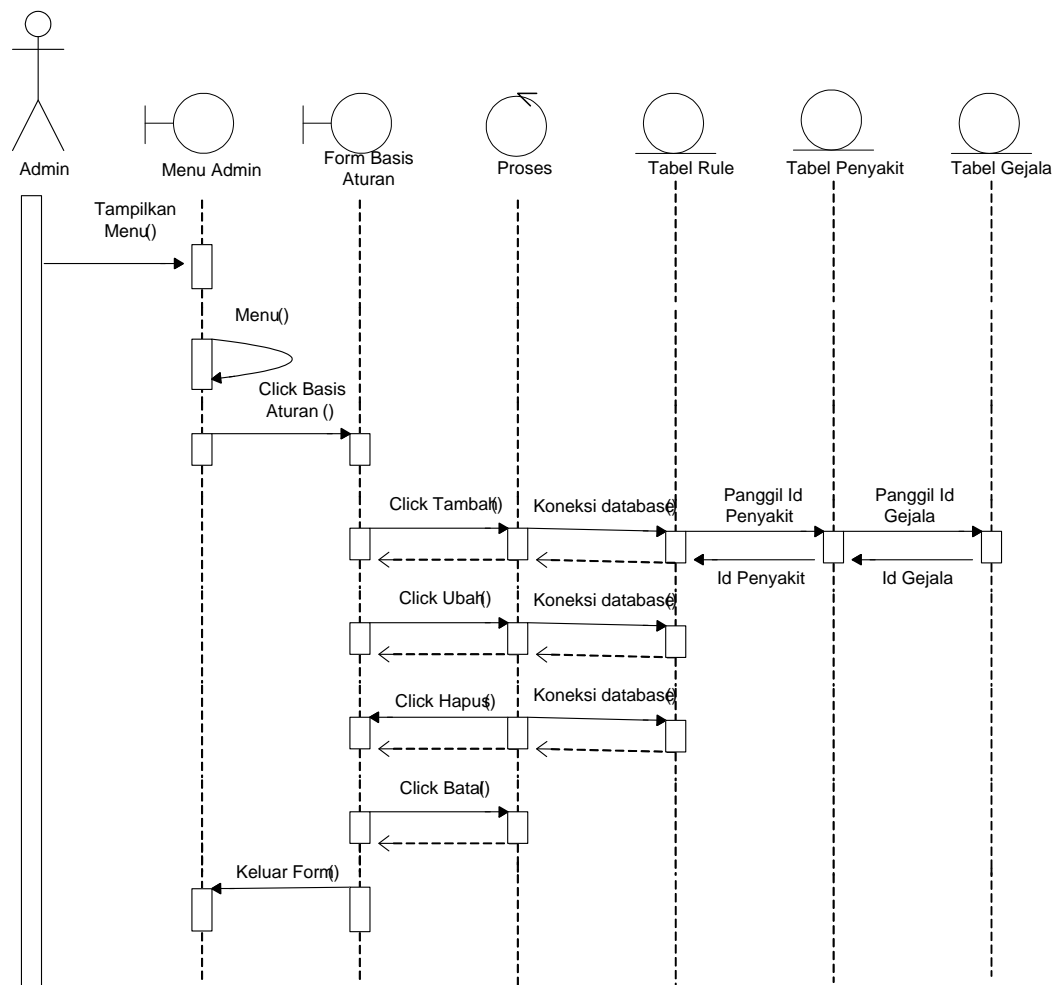 Admin
Menu Admin
Form Basis
Aturan
Proses
Tabel Rule
Tabel Penyakit
Tabel Gejala
Tampilkan
Menu()
Menu()
Click Basis
Aturan ()
Click Tambah()
Koneksi database()
Panggil Id
Penyakit
Panggil Id
Gejala
Id Penyakit
Id Gejala
Click Ubah()
Koneksi database()
Click Hapus()
Koneksi database()
Click Batal()
Keluar Form()